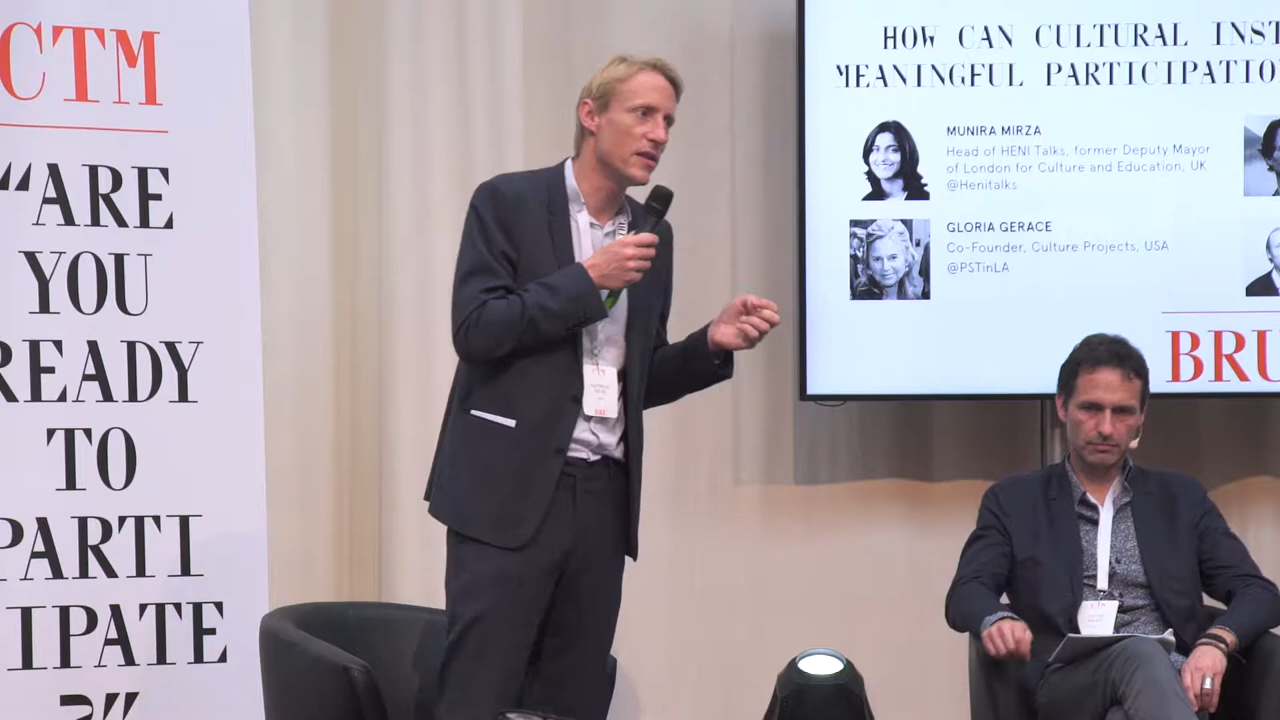 CTM
“ARE
YOU
READY
TO
PARTI
IPATE
?”
HOW CAN CULTURAL INST
MEANINGFUL PARTICIPATIO
MUNIRA MIRZA
Head of HENI Talks, former Deputy Mayor
of London for Culture and Education, UK
@Henitalks
GLORIA GERACE
Co-Founder, Culture Projects, USA
@PSTinLA
BRU